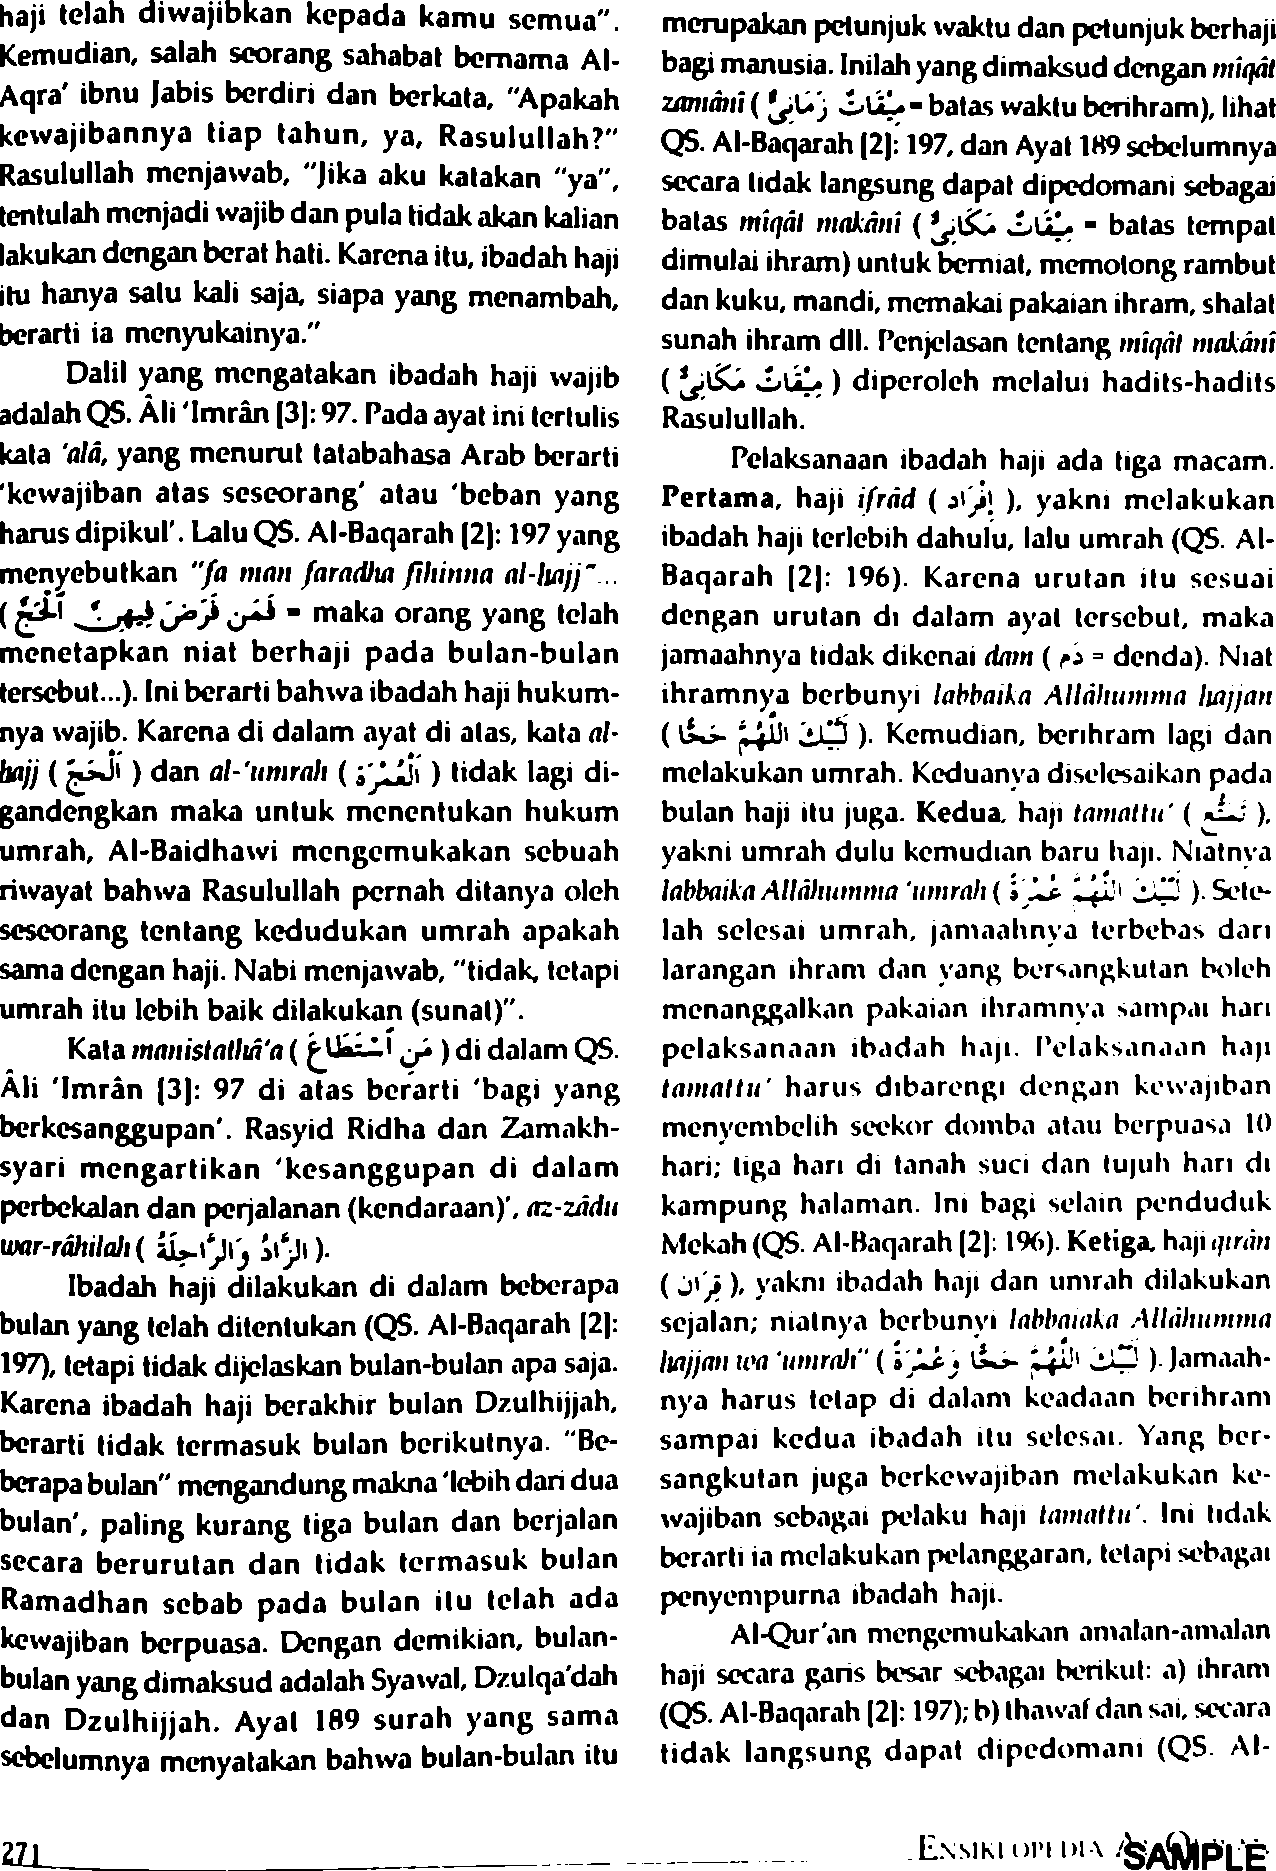 haji telah diwajibkan kepada kamu semua".
Kemudian, salah seorang sahabat bernama Al-
Aqra' ibnu Jabis berdiri dan berkata, "Apakah
kewajibannya tiap tahun, ya, Rasulullah?"
Rasulullah menjawab, "Jika aku katakan "ya",
tentulah menjadi wajib dan pula tidak akan kalian
lakukan dengan berat hati. Karena itu, ibadah haji
itu hanya satu kali saja, siapa yang menambah,
berarti ia menyukainya."
Dalil yang mengatakan ibadah haji wajib
adalah QS. Âli 'Imrân [3]: 97. Pada ayat ini tertulis
kata 'alâ, yang menurut tatabahasa Arab berarti
'kewajiban atas seseorang' atau 'beban yang
harus dipikul'. Lalu QS. Al-Baqarah [2]: 197 yang
menyebutkan "fa man faradha fîhinna al-hajj"...
(فَمَن فَرَضَ فِيهِنَّ ٱلْحَجَّ = maka orang yang telah
menetapkan niat berhaji pada bulan-bulan
tersebut...). Ini berarti bahwa ibadah haji hukum-
nya wajib. Karena di dalam ayat di atas, kata al-
hajj (اَلْحَجّ) dan al-'umrah (اَلْعُمْرَة) tidak lagi di-
gandengkan maka untuk menentukan hukum
umrah, Al-Baidhawi mengemukakan sebuah
riwayat bahwa Rasulullah pernah ditanya oleh
seseorang tentang kedudukan umrah apakah
sama dengan haji. Nabi menjawab, "tidak, tetapi
umrah itu lebih baik dilakukan (sunat)".
Kata manistathâ'a (مَنِ ٱسْتَطَاعَ) di dalam QS.
Âli 'Imrân [3]: 97 di atas berarti 'bagi yang
berkesanggupan'. Rasyid Ridha dan Zamakh-
syari mengartikan 'kesanggupan di dalam
perbekalan dan perjalanan (kendaraan)', az-zâdu
war-râhilah (الزَّادُ وَالرَّاحِلَةُ).
Ibadah haji dilakukan di dalam beberapa
bulan yang telah ditentukan (QS. Al-Baqarah [2]:
197), tetapi tidak dijelaskan bulan-bulan apa saja.
Karena ibadah haji berakhir bulan Dzulhijjah,
berarti tidak termasuk bulan berikutnya. "Be-
berapa bulan" mengandung makna 'lebih dari dua
bulan', paling kurang tiga bulan dan berjalan
secara berurutan dan tidak termasuk bulan
Ramadhan sebab pada bulan itu telah ada
kewajiban berpuasa. Dengan demikian, bulan-
bulan yang dimaksud adalah Syawal, Dzulqa'dah
dan Dzulhijjah. Ayat 189 surah yang sama
sebelumnya menyatakan bahwa bulan-bulan itu
merupakan petunjuk waktu dan petunjuk berhaji
bagi manusia. Inilah yang dimaksud dengan mîqât
zamânî (مِيْقَاتٌ زَمَانِيٌّ = batas waktu berihram), lihat
QS. Al-Baqarah [2]: 197, dan Ayat 189 sebelumnya
secara tidak langsung dapat dipedomani sebagai
batas mîqât makânî (مِيْقَاتٌ مَكَانِيٌّ = batas tempat
dimulai ihram) untuk berniat, memotong rambut
dan kuku, mandi, memakai pakaian ihram, shalat
sunah ihram dll. Penjelasan tentang mîqât makânî
(مِيْقَاتٌ مَكَانِيٌّ) diperoleh melalui hadits-hadits
Rasulullah.
Pelaksanaan ibadah haji ada tiga macam.
Pertama, haji ifrâd (إِفْرَاد), yakni melakukan
ibadah haji terlebih dahulu, lalu umrah (QS. Al-
Baqarah [2]: 196). Karena urutan itu sesuai
dengan urutan di dalam ayat tersebut, maka
jamaahnya tidak dikenai dam (دَم = denda). Niat
ihramnya berbunyi labbaika Allâhumma hajjan
(لَبَّيْكَ اللَّهُمَّ حَجًّا). Kemudian, berihram lagi dan
melakukan umrah. Keduanya diselesaikan pada
bulan haji itu juga. Kedua, haji tamattu' (تَمَتُّع),
yakni umrah dulu kemudian baru haji. Niatnya
labbaika Allâhumma 'umrah (لَبَّيْكَ اللَّهُمَّ عُمْرَةً). Sete-
lah selesai umrah, jamaahnya terbebas dari
larangan ihram dan yang bersangkutan boleh
menanggalkan pakaian ihramnya sampai hari
pelaksanaan ibadah haji. Pelaksanaan haji
tamattu' harus dibarengi dengan kewajiban
menyembelih seekor domba atau berpuasa 10
hari; tiga hari di tanah suci dan tujuh hari di
kampung halaman. Ini bagi selain penduduk
Mekah (QS. Al-Baqarah [2]: 196). Ketiga, haji qirân
(قِرَان), yakni ibadah haji dan umrah dilakukan
sejalan; niatnya berbunyi labbaiaka Allâhumma
hajjan wa 'umrah" (لَبَّيْكَ اللَّهُمَّ حَجًّا وَعُمْرَةً). Jamaah-
nya harus tetap di dalam keadaan berihram
sampai kedua ibadah itu selesai. Yang ber-
sangkutan juga berkewajiban melakukan ke-
wajiban sebagai pelaku haji tamattu'. Ini tidak
berarti ia melakukan pelanggaran, tetapi sebagai
penyempurna ibadah haji.
Al-Qur'an mengemukakan amalan-amalan
haji secara garis besar sebagai berikut: a) ihram
(QS. Al-Baqarah [2]: 197); b) thawaf dan sai, secara
tidak langsung dapat dipedomani (QS. Al-
271
ENSIKLOPEDIA
SAMPLE